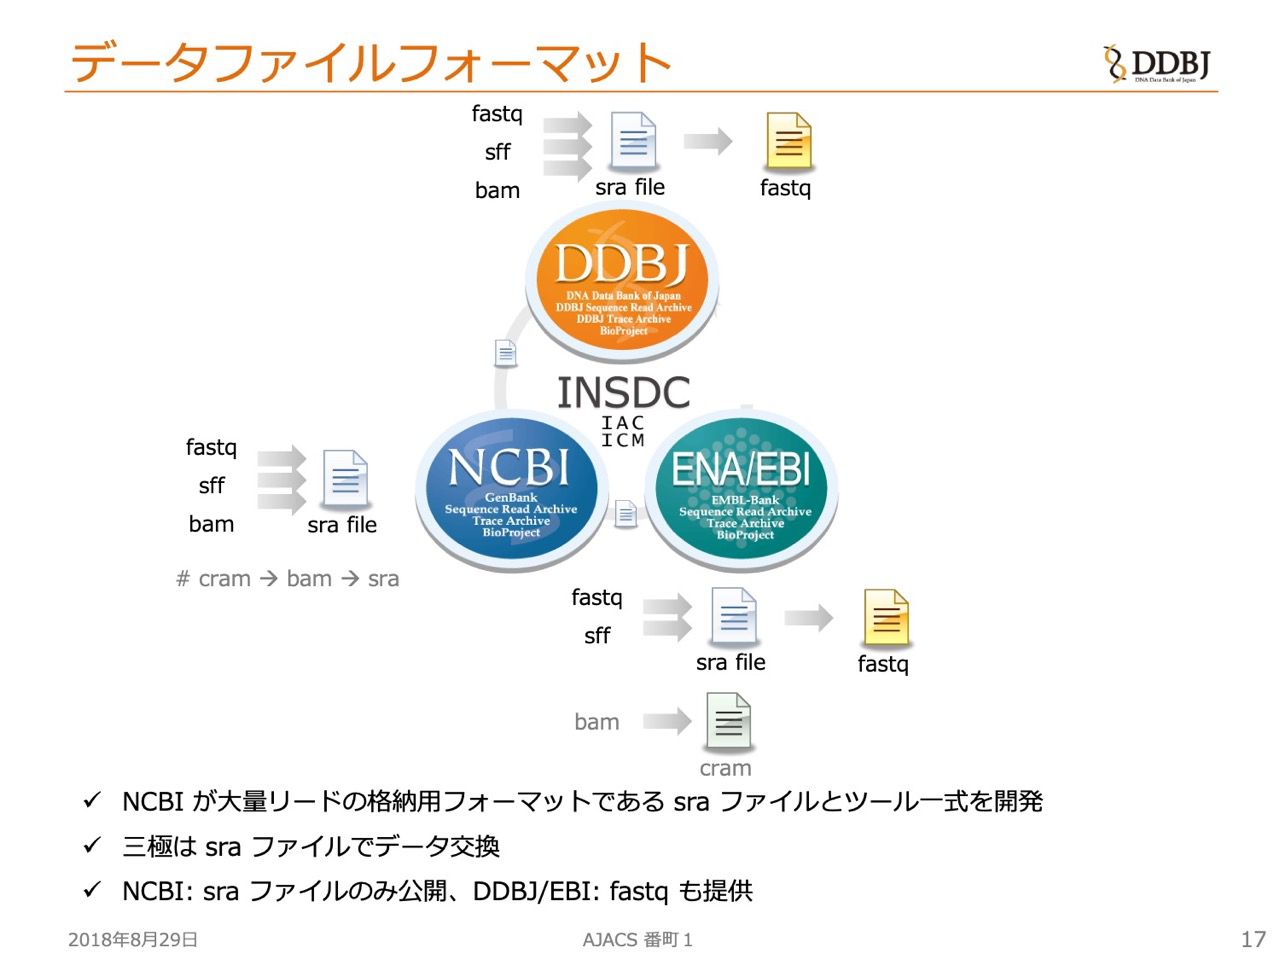 データファイルフォーマット
DDBJ
DNA Data Bank of Japan
fastq
sff
bam
sra file
fastq
DDBJ
DNA Data Bank of Japan
DDBJ Sequence Read Archive
DDBJ Trace Archive
BioProject
INSDC
IAC
ICM
fastq
sff
bam
sra file
# cram → bam → sra
NCBI
GenBank
Sequence Read Archive
Trace Archive
BioProject
ENA/EBI
EMBL-Bank
Sequence Read Archive
Trace Archive
BioProject
fastq
sff
sra file
fastq
bam
cram
✓ NCBI が大量リードの格納用フォーマットである sra ファイルとツール一式を開発
✓ 三極は sra ファイルでデータ交換
✓ NCBI: sra ファイルのみ公開、DDBJ/EBI: fastq も提供
2018年8月29日
AJACS 番町１
17